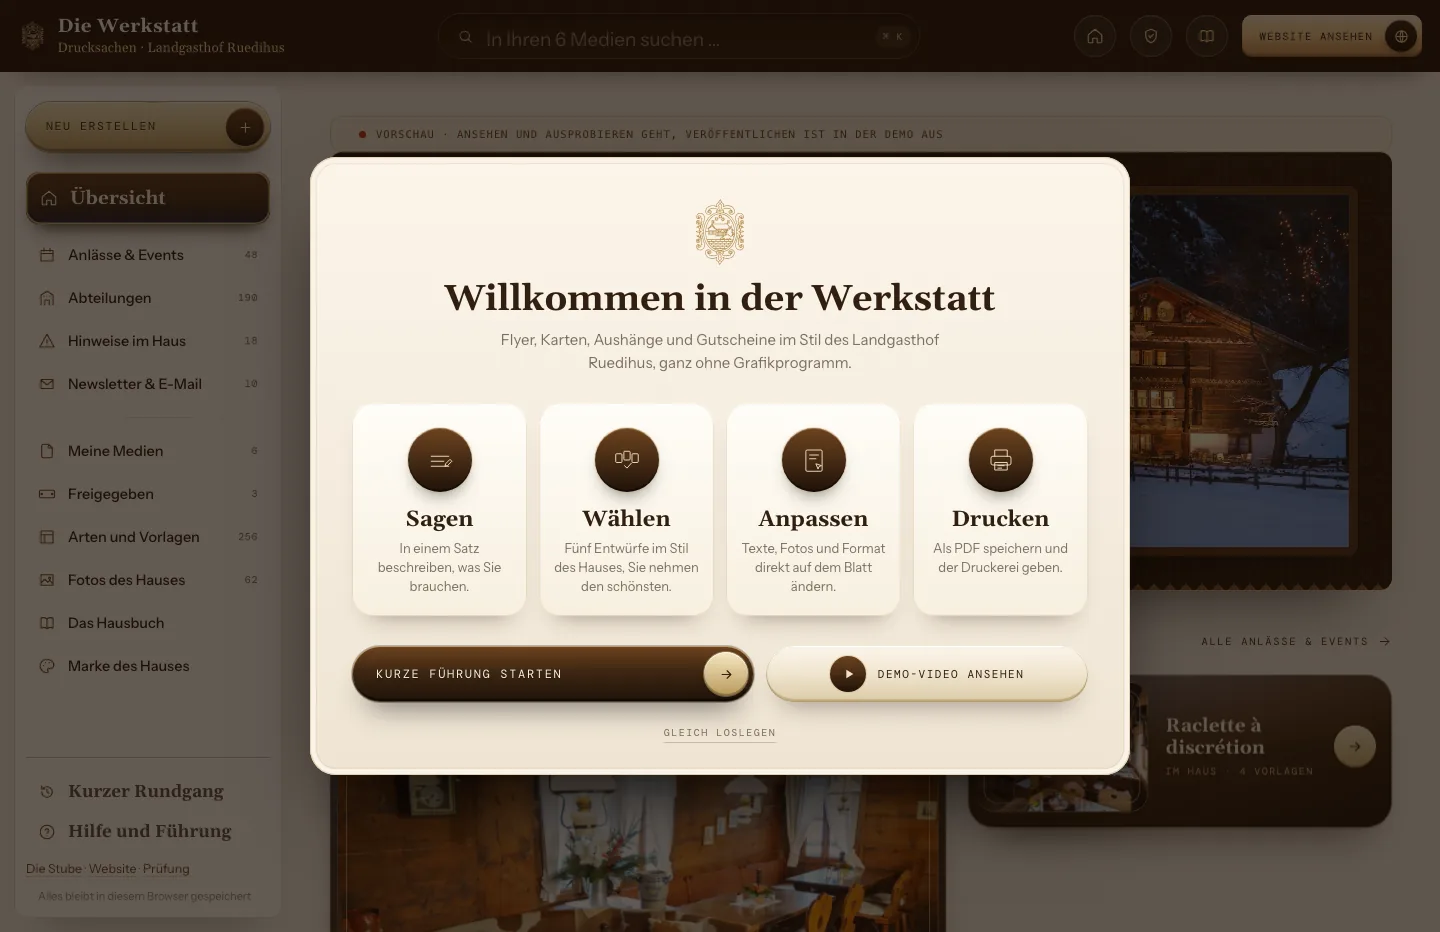 Die Werkstatt
Drucksachen · Landgasthof Ruedihus
In Ihren 6 Medien suchen ...
⌘ K
WEBSITE ANSEHEN
NEU ERSTELLEN
Übersicht
Anlässe & Events 48
Abteilungen 190
Hinweise im Haus 18
Newsletter & E-Mail 10
Meine Medien 6
Freigegeben 3
Arten und Vorlagen 256
Fotos des Hauses 62
Das Hausbuch
Marke des Hauses
Kurzer Rundgang
Hilfe und Führung
Die Stube · Website · Prüfung
Alles bleibt in diesem Browser gespeichert
VORSCHAU · ANSEHEN UND AUSPROBIEREN GEHT, VERÖFFENTLICHEN IST IN DER DEMO AUS
Willkommen in der Werkstatt
Flyer, Karten, Aushänge und Gutscheine im Stil des Landgasthof
Ruedihus, ganz ohne Grafikprogramm.
Sagen
In einem Satz
beschreiben, was Sie
brauchen.
Wählen
Fünf Entwürfe im Stil
des Hauses, Sie nehmen
den schönsten.
Anpassen
Texte, Fotos und Format
direkt auf dem Blatt
ändern.
Drucken
Als PDF speichern und
der Druckerei geben.
KURZE FÜHRUNG STARTEN
DEMO-VIDEO ANSEHEN
GLEICH LOSLEGEN
ALLE ANLÄSSE & EVENTS
Raclette à
discrétion
IM HAUS · 4 VORLAGEN